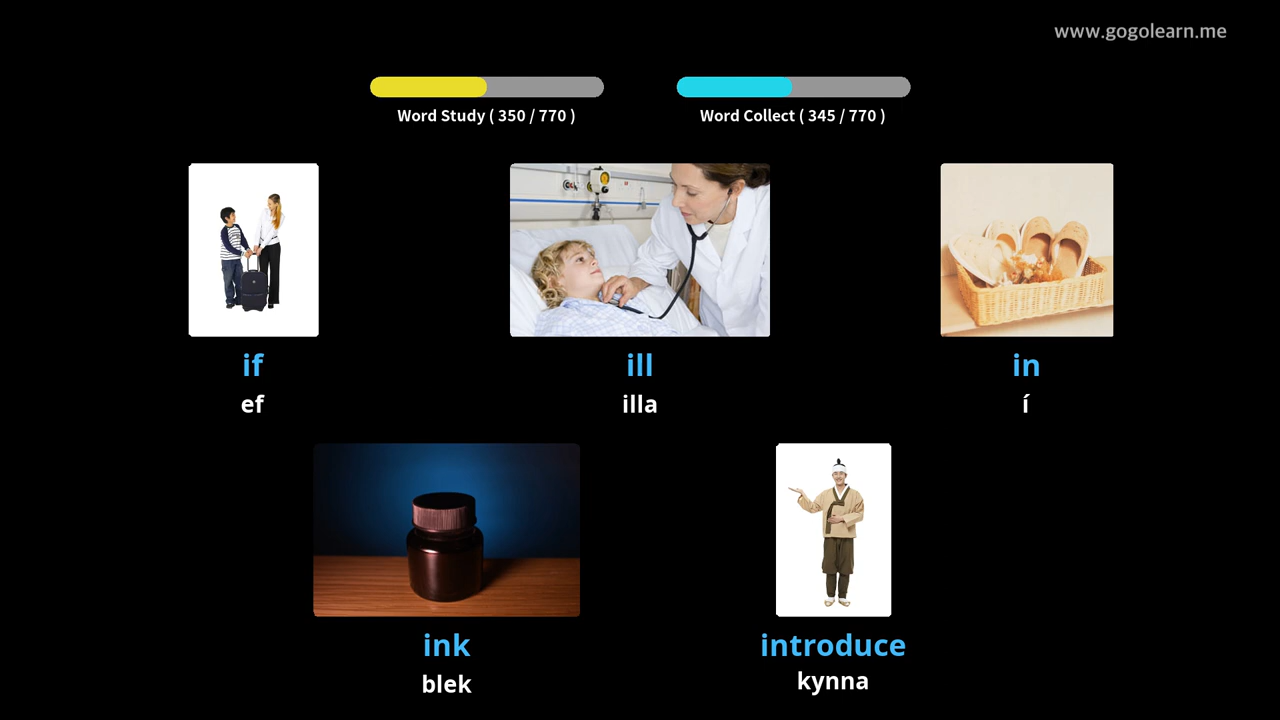 www.gogolearn.me
Word Study ( 350 / 770 )
Word Collect ( 345 / 770 )
if
ef
ill
illa
in
í
ink
blek
introduce
kynna